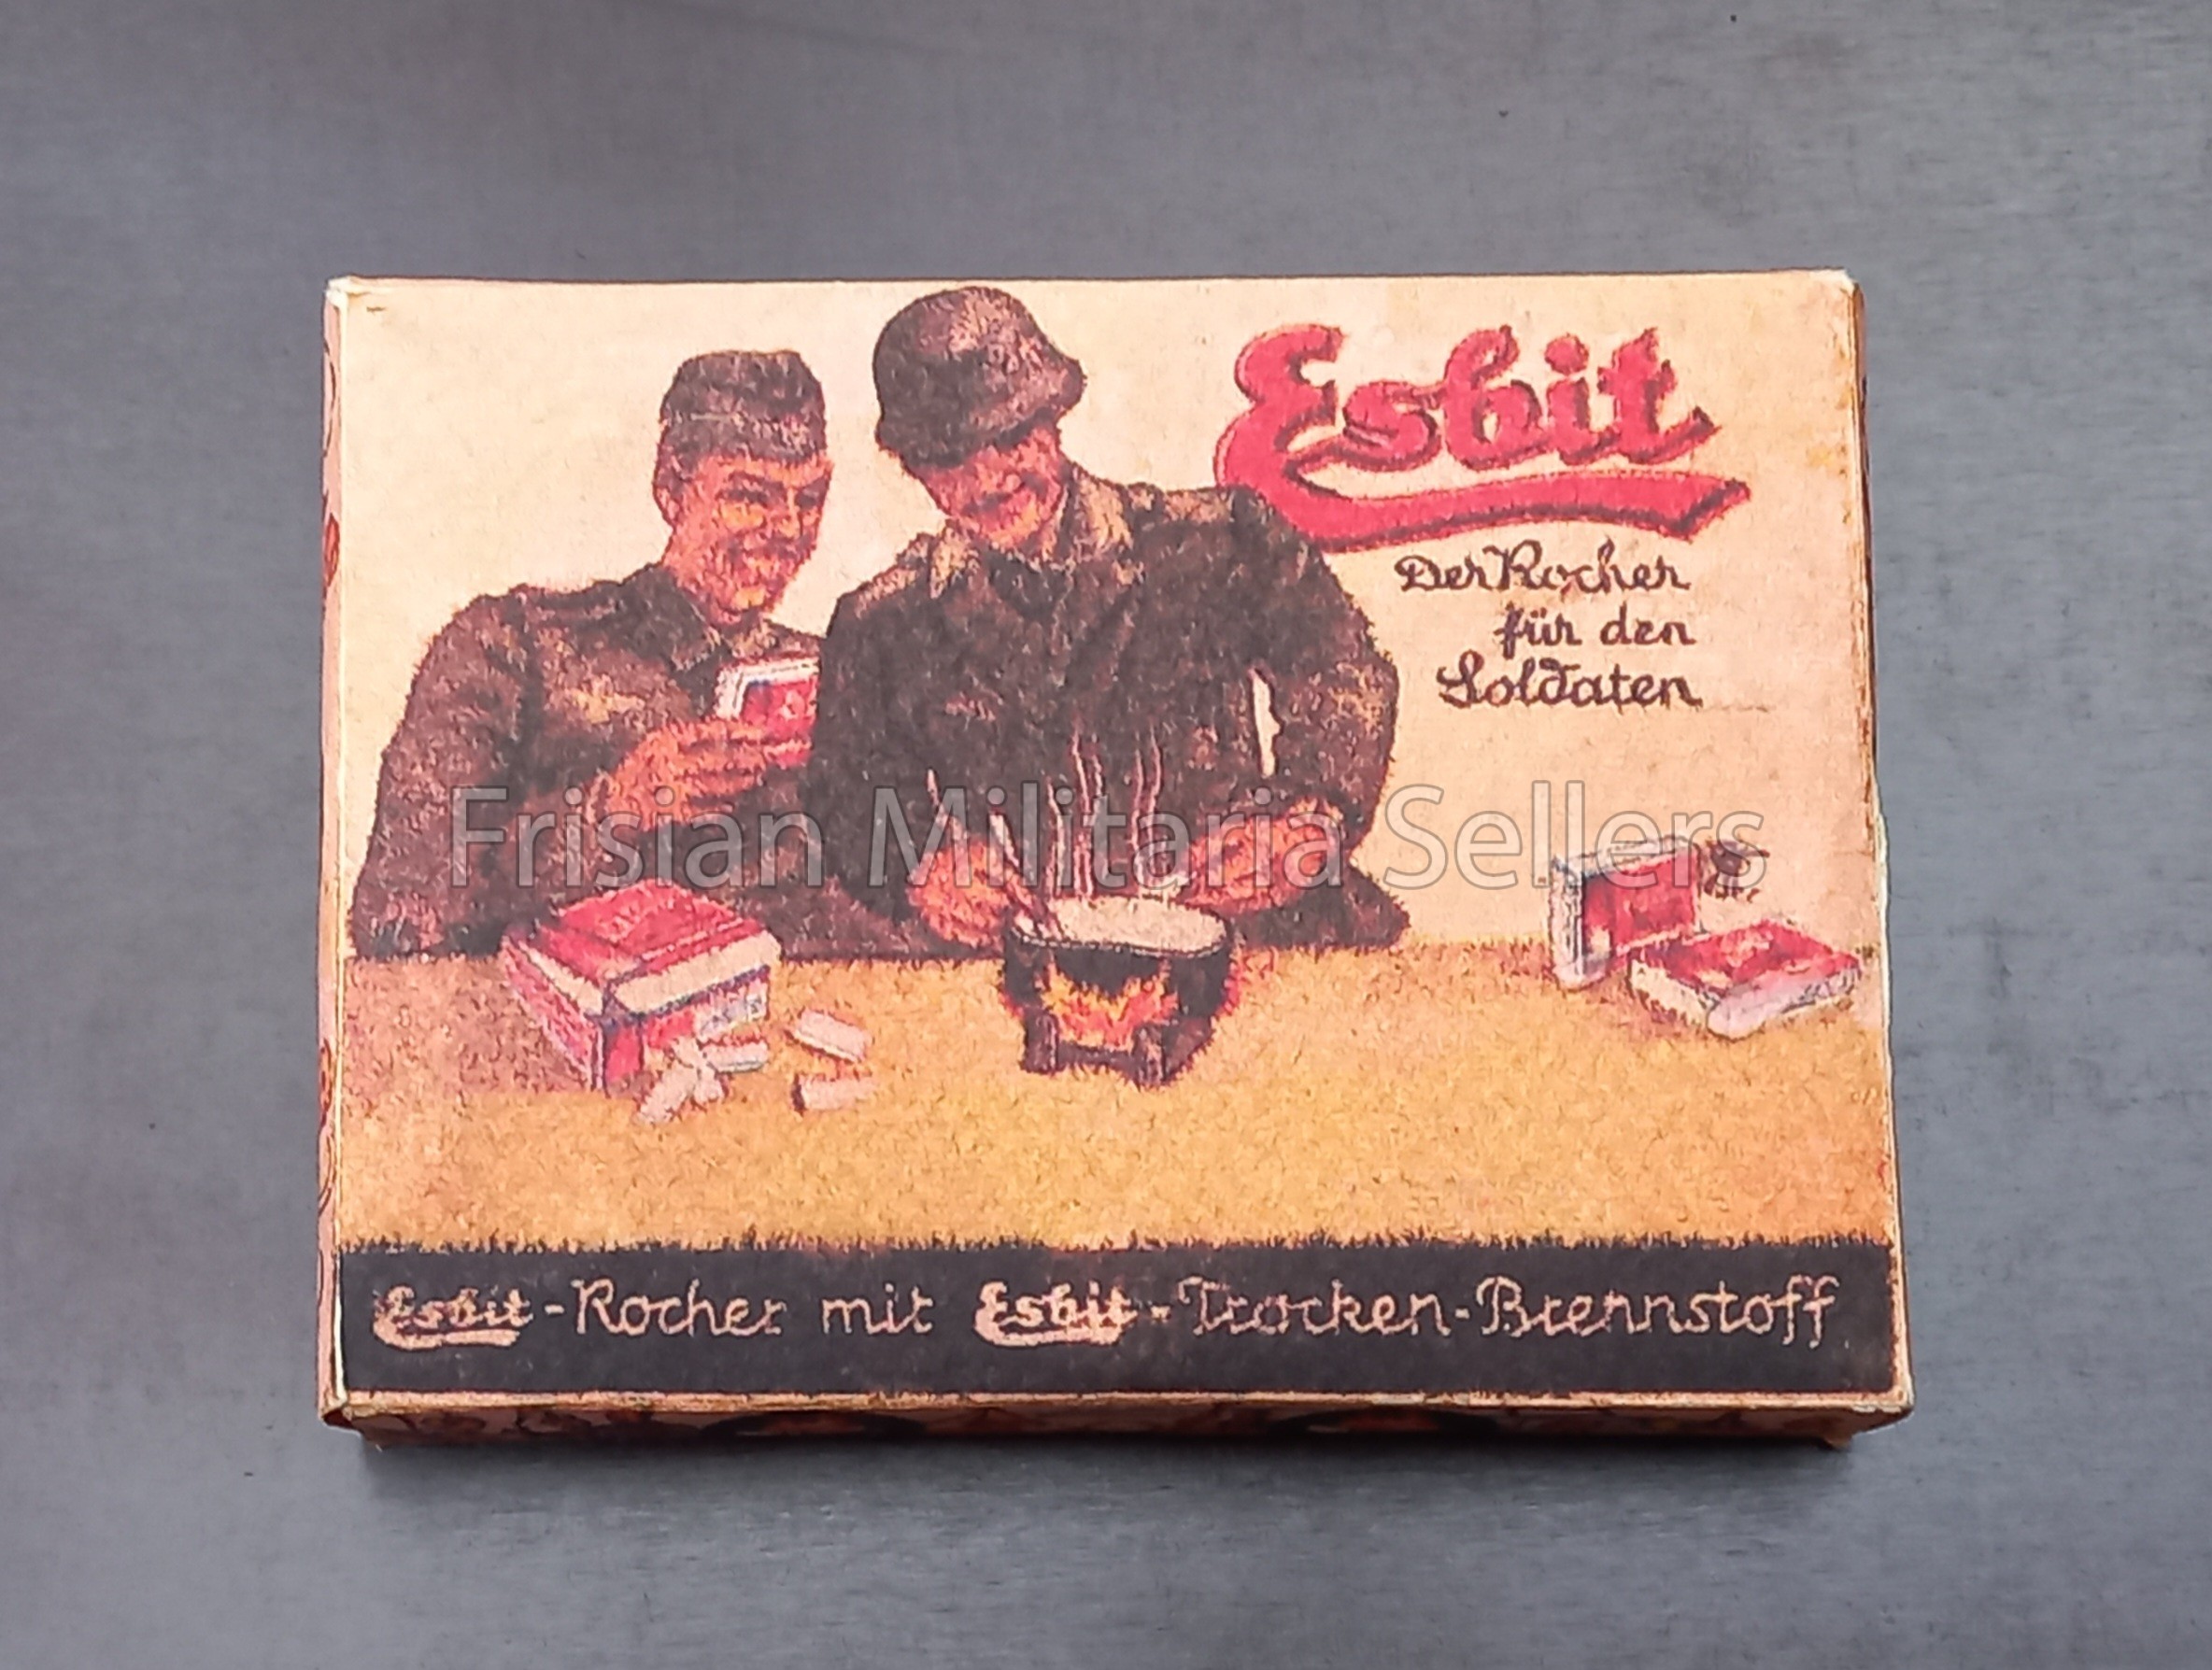 Esbit
Der Kocher
für den
Soldaten
Frisian Militaria Sellers
Esbit-Kocher mit Esbit-Trocken-Brennstoff